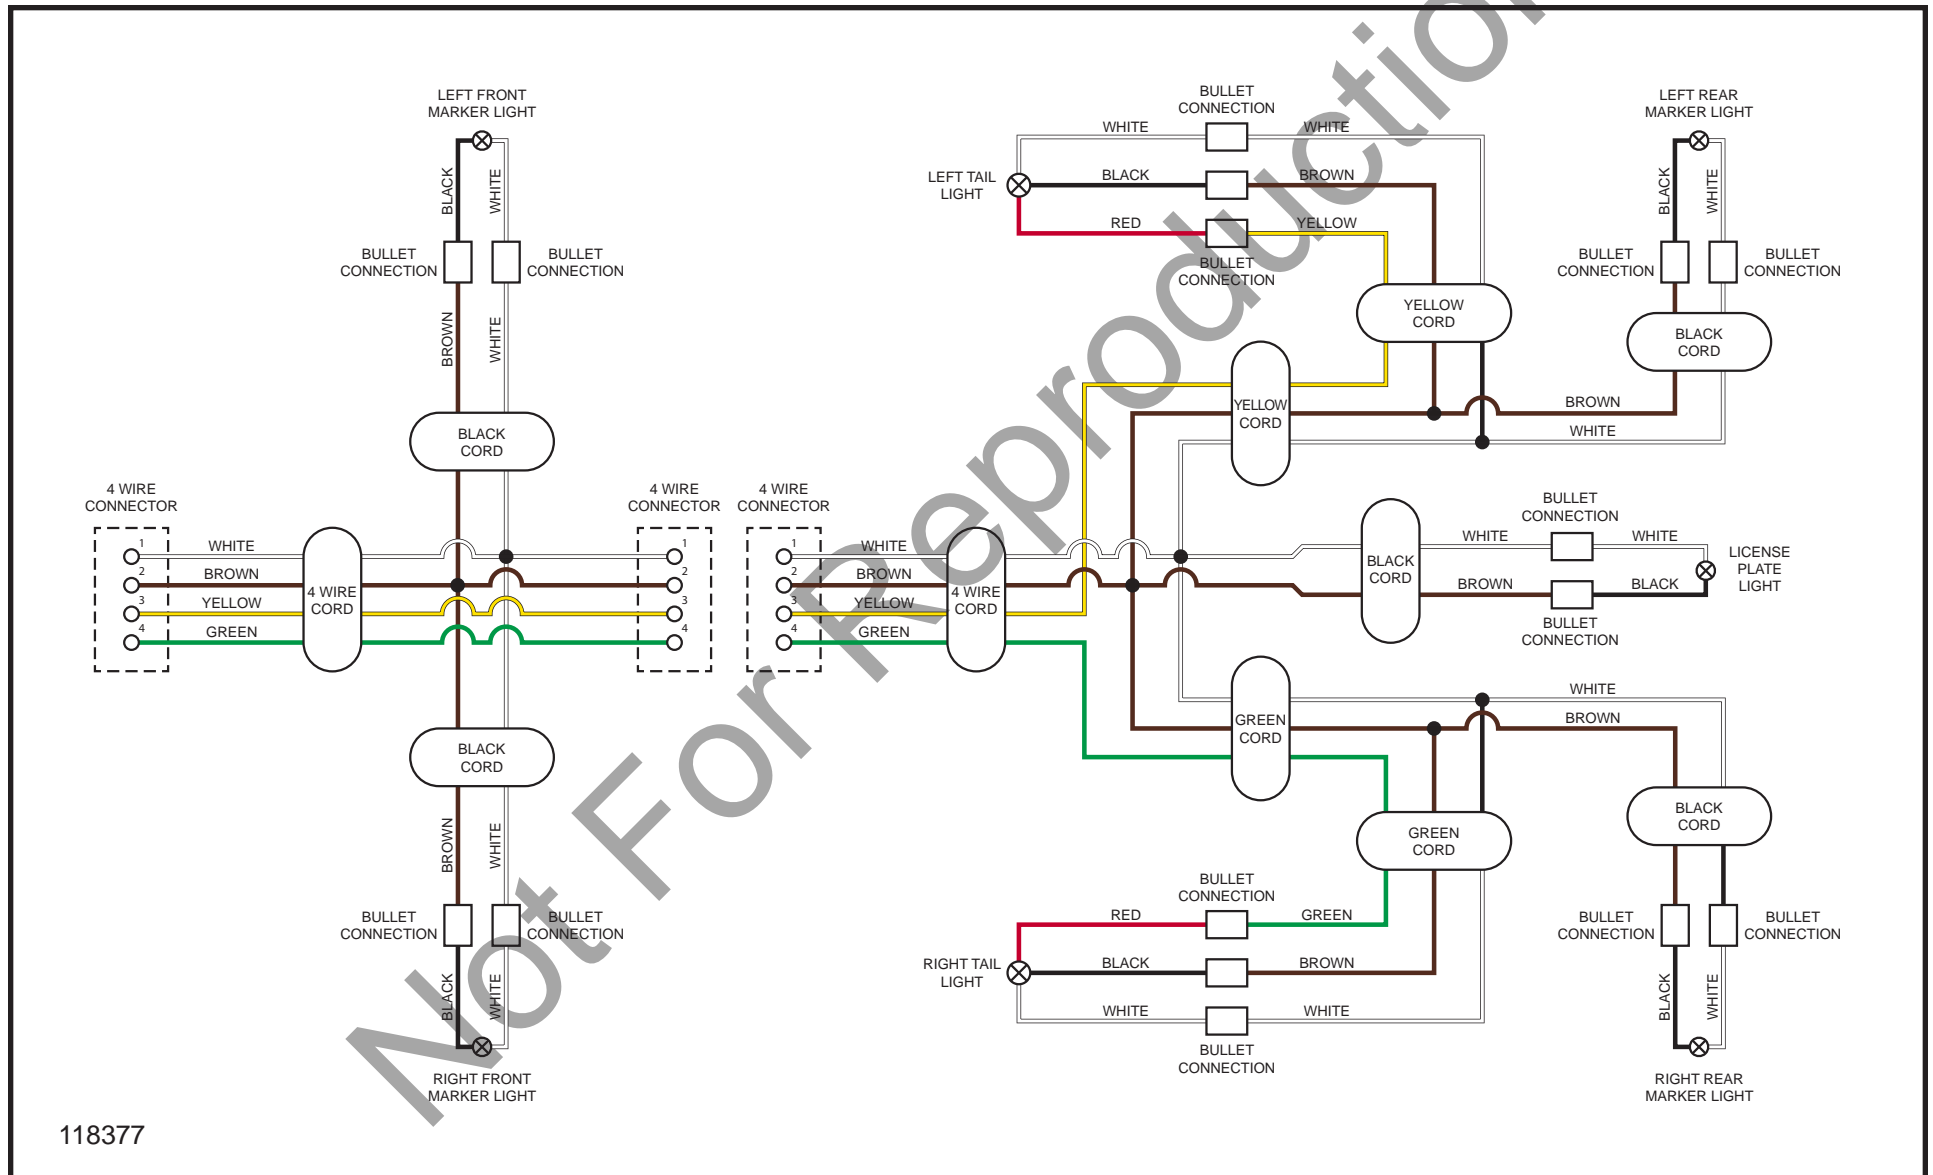 LEFT FRONT
MARKER LIGHT
BLACK
WHITE
BULLET
CONNECTION
BULLET
CONNECTION
BROWN
WHITE
BLACK
CORD
4 WIRE
CONNECTOR
1
2
3
4
WHITE
BROWN
YELLOW
GREEN
4 WIRE
CORD
4 WIRE
CONNECTOR
1
2
3
4
BLACK
CORD
BROWN
WHITE
BULLET
CONNECTION
BULLET
CONNECTION
BLACK
WHITE
RIGHT FRONT
MARKER LIGHT
4 WIRE
CONNECTOR
1
2
3
4
WHITE
BROWN
YELLOW
GREEN
4 WIRE
CORD
BULLET
CONNECTION
WHITE
WHITE
LEFT TAIL
LIGHT
BLACK
BROWN
RED
YELLOW
BULLET
CONNECTION
YELLOW
CORD
YELLOW
CORD
LEFT REAR
MARKER LIGHT
BLACK
WHITE
BULLET
CONNECTION
BULLET
CONNECTION
BLACK
CORD
BROWN
WHITE
BLACK
CORD
BULLET
CONNECTION
WHITE
WHITE
BROWN
BLACK
BULLET
CONNECTION
LICENSE
PLATE
LIGHT
GREEN
CORD
WHITE
BROWN
GREEN
CORD
BLACK
CORD
BULLET
CONNECTION
RED
GREEN
RIGHT TAIL
LIGHT
BLACK
BROWN
WHITE
WHITE
BULLET
CONNECTION
BULLET
CONNECTION
BULLET
CONNECTION
BLACK
WHITE
RIGHT REAR
MARKER LIGHT
118377
Not For Reproduction